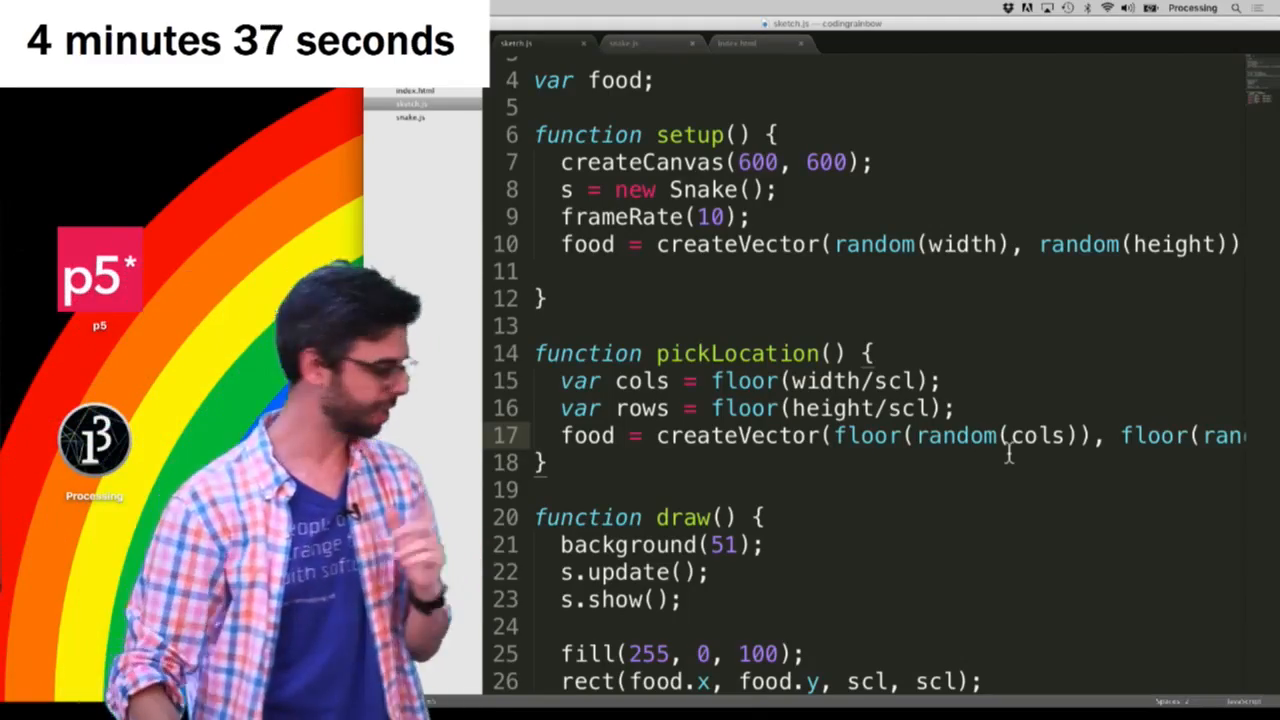 4 minutes 37 seconds
Processing
sketch.js — codingrainbow
sketch.js
snake.js
index.html
index.html
sketch.js
snake.js
p5*
p5
Processing
4 var food;
5
6 function setup() {
7 createCanvas(600, 600);
8 s = new Snake();
9 frameRate(10);
10 food = createVector(random(width), random(height))
11
12 }
13
14 function pickLocation() {
15 var cols = floor(width/scl);
16 var rows = floor(height/scl);
17 food = createVector(floor(random(cols)), floor(ran
18 }
19
20 function draw() {
21 background(51);
22 s.update();
23 s.show();
24
25 fill(255, 0, 100);
26 rect(food.x, food.y, scl, scl);
Spaces: 2
JavaScript